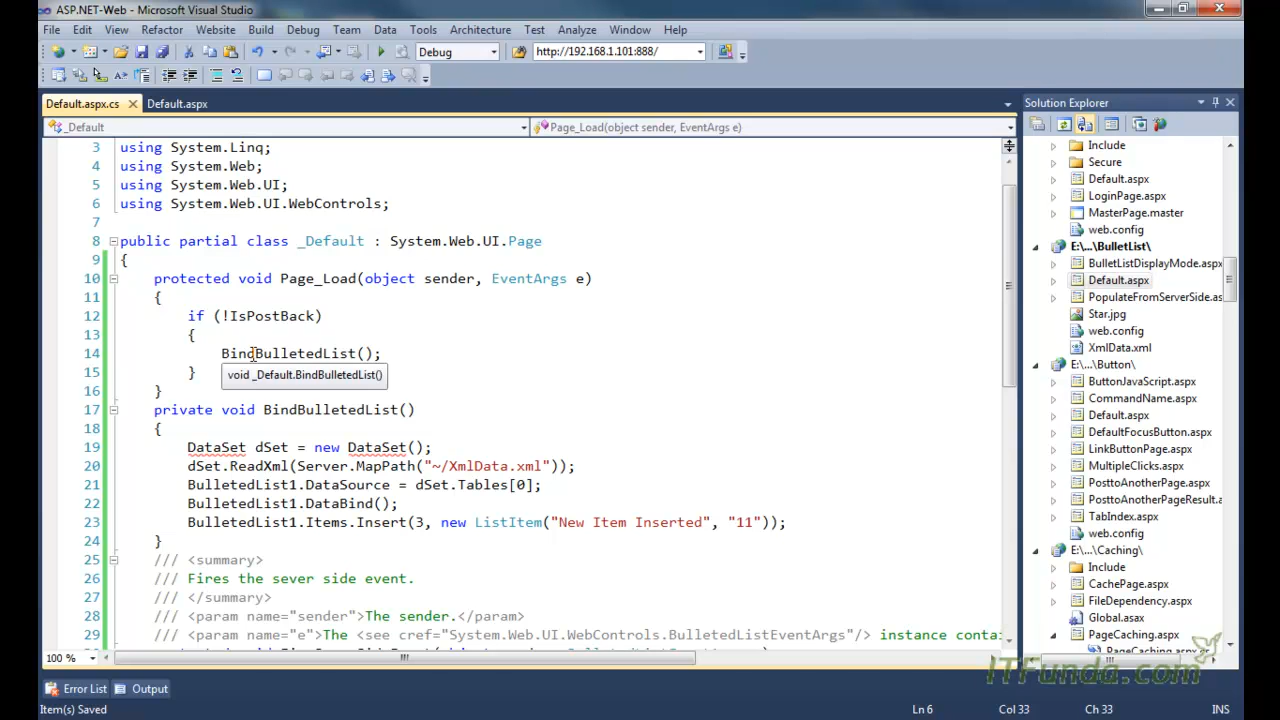 ASP.NET-Web - Microsoft Visual Studio
File Edit View Refactor Website Build Debug Team Data Tools Architecture Test Analyze Window Help
Debug http://192.168.1.101:888/
Default.aspx.cs Default.aspx
_Default Page_Load(object sender, EventArgs e)
3 using System.Linq;
4 using System.Web;
5 using System.Web.UI;
6 using System.Web.UI.WebControls;
7
8 public partial class _Default : System.Web.UI.Page
9 {
10 protected void Page_Load(object sender, EventArgs e)
11 {
12 if (!IsPostBack)
13 {
14 BindBulletedList();
15 }
void _Default.BindBulletedList()
16 }
17 private void BindBulletedList()
18 {
19 DataSet dSet = new DataSet();
20 dSet.ReadXml(Server.MapPath("~/XmlData.xml"));
21 BulletedList1.DataSource = dSet.Tables[0];
22 BulletedList1.DataBind();
23 BulletedList1.Items.Insert(3, new ListItem("New Item Inserted", "11"));
24 }
25 /// <summary>
26 /// Fires the sever side event.
27 /// </summary>
28 /// <param name="sender">The sender.</param>
29 /// <param name="e">The <see cref="System.Web.UI.WebControls.BulletedListEventArgs"/> instance contai
100 %
Solution Explorer
Include
Secure
Default.aspx
LoginPage.aspx
MasterPage.master
web.config
E:\...\BulletList\
BulletListDisplayMode.aspx
Default.aspx
PopulateFromServerSide.as
Star.jpg
web.config
XmlData.xml
E:\...\Button\
ButtonJavaScript.aspx
CommandName.aspx
Default.aspx
DefaultFocusButton.aspx
LinkButtonPage.aspx
MultipleClicks.aspx
PosttoAnotherPage.aspx
PosttoAnotherPageResult.a
TabIndex.aspx
web.config
E:\...\Caching\
Include
CachePage.aspx
FileDependency.aspx
Global.asax
PageCaching.aspx
ITFunda.com
Error List Output
Item(s) Saved Ln 6 Col 33 Ch 33 INS